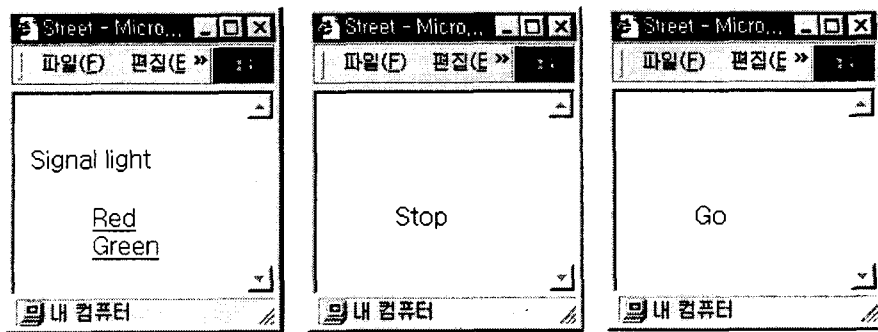 Street - Micro...
파일(F) 편집(E »
Signal light
Red
Green
내 컴퓨터
Street - Micro...
파일(F) 편집(E »
Stop
내 컴퓨터
Street - Micro...
파일(F) 편집(E »
Go
내 컴퓨터